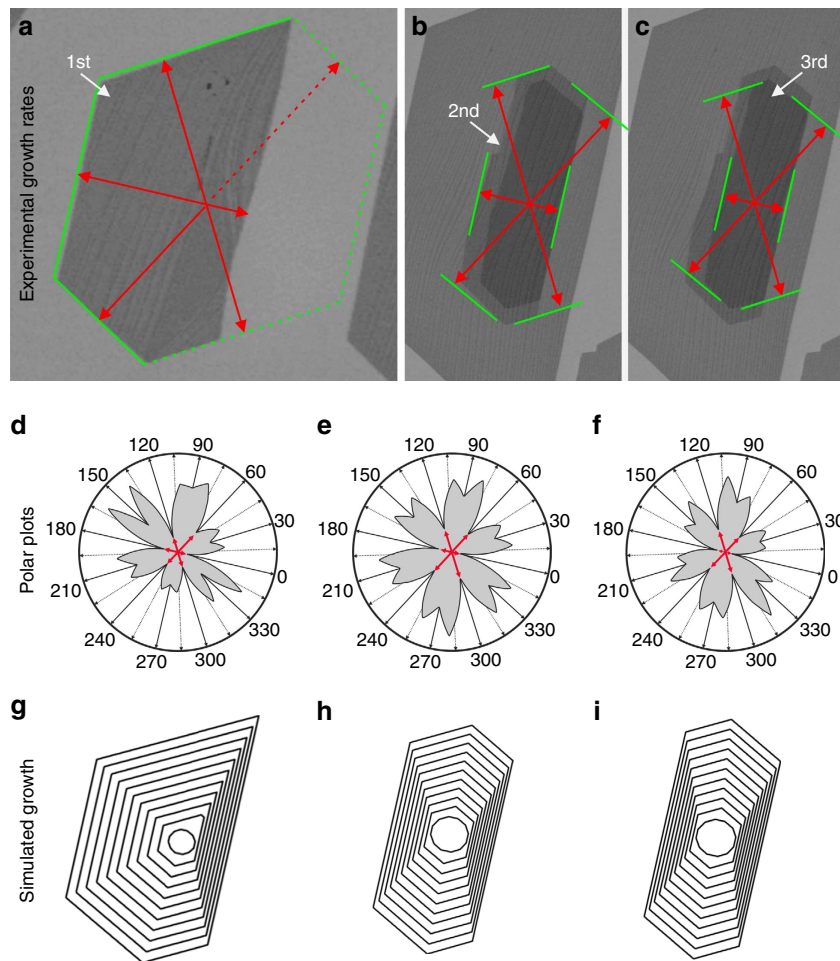 a
b
c
1st
2nd
3rd
Experimental growth rates
d
e
f
120 90 60 30 0 330 300 270 240 210 180 150
120 90 60 30 0 330 300 270 240 210 180 150
120 90 60 30 0 330 300 270 240 210 180 150
Polar plots
g
h
i
Simulated growth